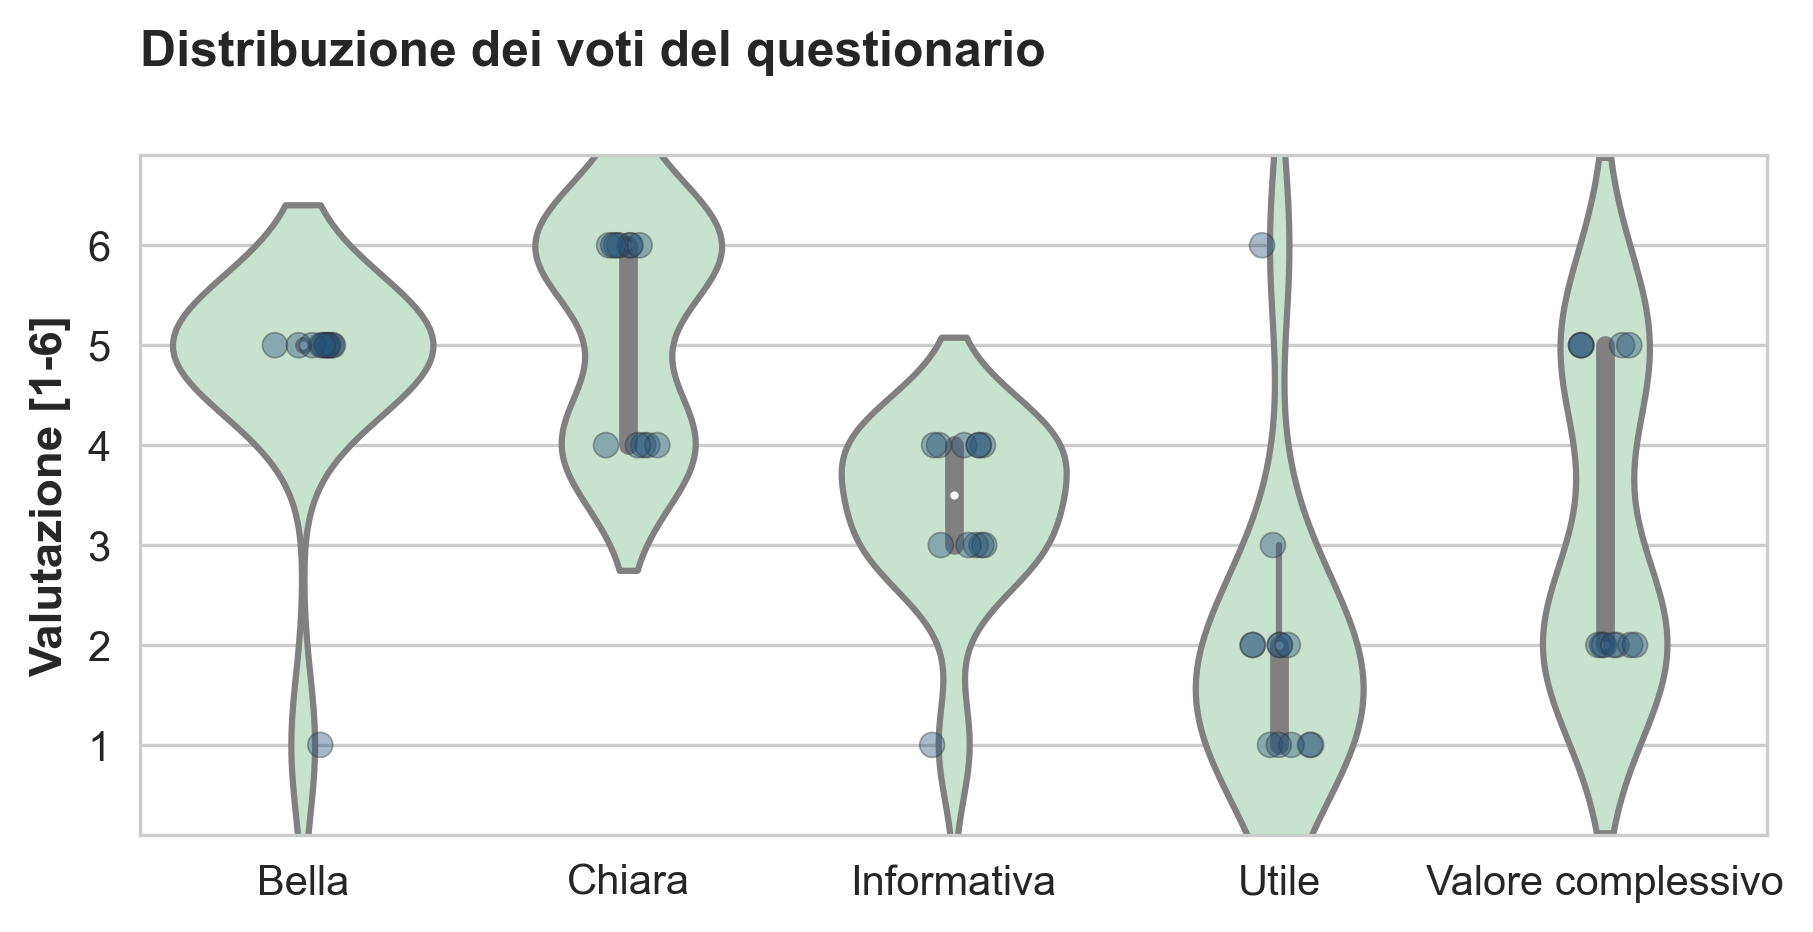 Distribuzione dei voti del questionario
Valutazione [1-6]
6
5
4
3
2
1
Bella
Chiara
Informativa
Utile
Valore complessivo